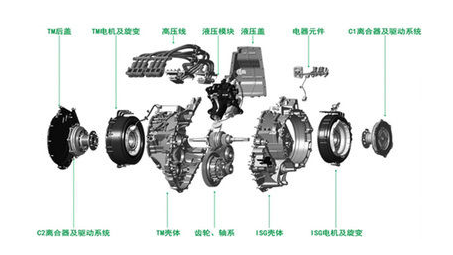 TM后盖
TM电机及旋变
高压线
液压模块
液压盖
电器元件
C1离合器及驱动系统
C2离合器及驱动系统
TM壳体
齿轮、轴系
ISG壳体
ISG电机及旋变